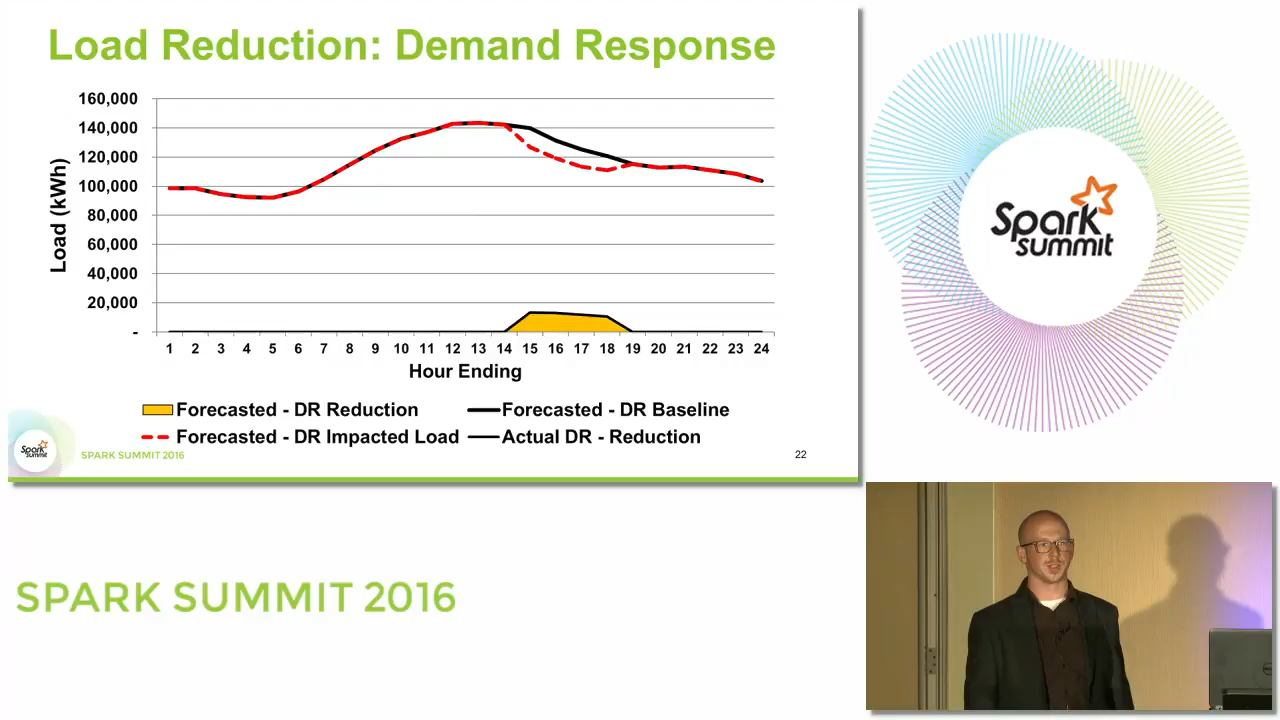 Load Reduction: Demand Response
160,000
140,000
120,000
100,000
80,000
60,000
40,000
20,000
-
Load (kWh)
1 2 3 4 5 6 7 8 9 10 11 12 13 14 15 16 17 18 19 20 21 22 23 24
Hour Ending
Forecasted - DR Reduction
Forecasted - DR Baseline
Forecasted - DR Impacted Load
Actual DR - Reduction
Spark
summit
SPARK SUMMIT 2016
22
Spark
summit
SPARK SUMMIT 2016